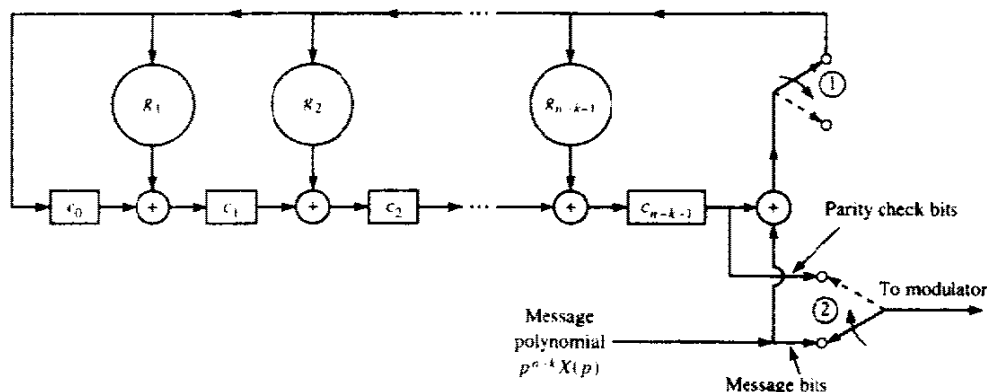 ...
g1 g2 gn-k-1 1
c0 + c1 + c2 ... + cn-k-1 +
Parity check bits
To modulator
2
Message
polynomial
p^n-k X(p)
Message bits